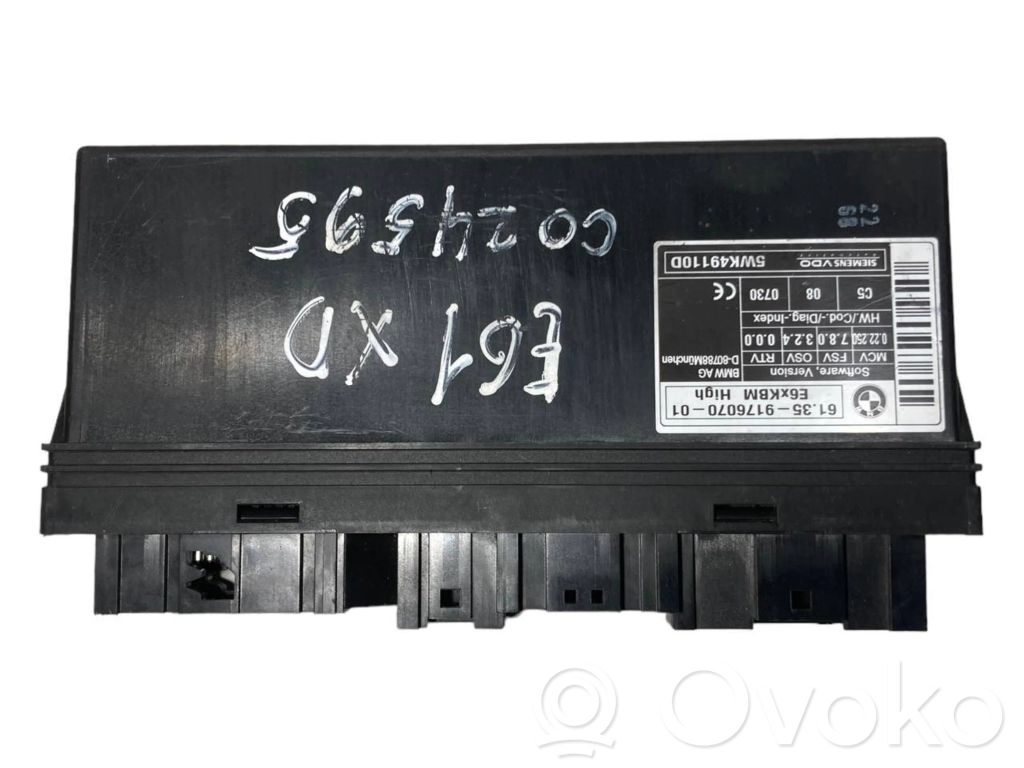 61.35-9176070-01
E6xKBM High
Software, Version BMW AG
MCV FSV OSV RTV D-80788München
0.22.250 7.8.0 3.2.4 0.0.0
HW./Cod.-/Diag.-Index
C5 08 0730 CE
SIEMENS VDO 5WK49110D
Automotive
E61 XD
C024595
Ovoko